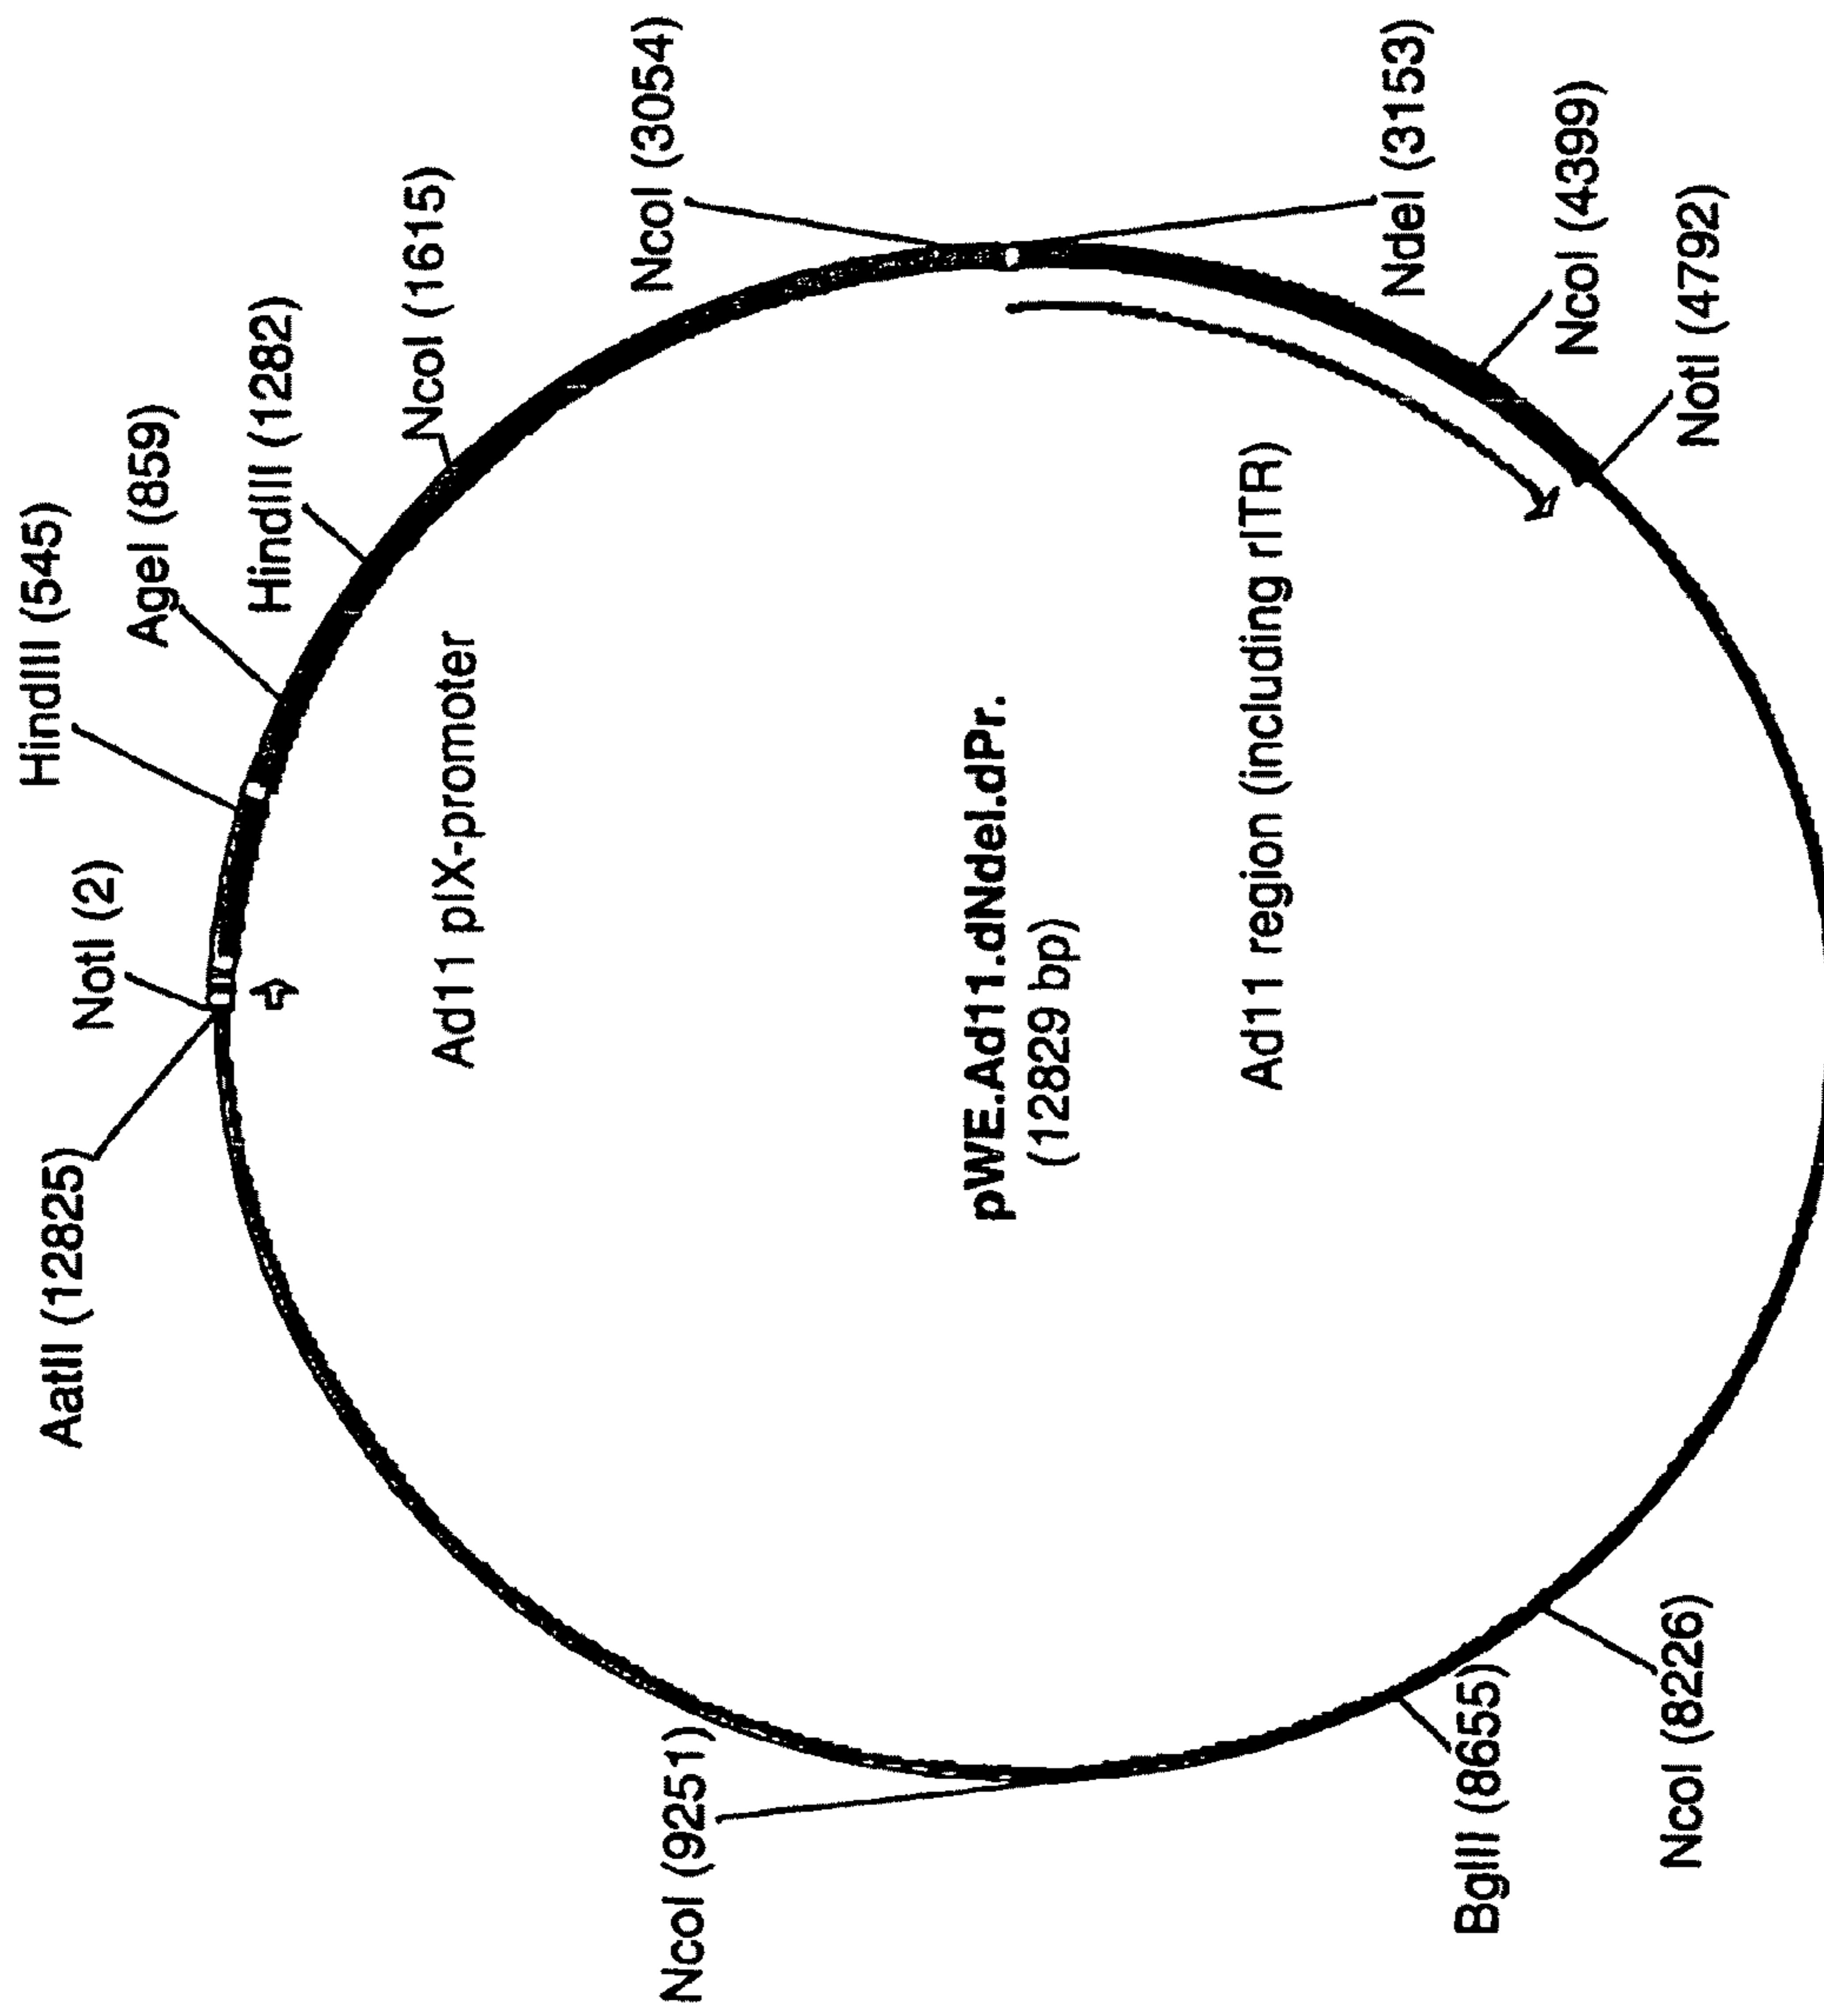 AatII (12825)
NotI (2)
HindIII (545)
AgeI (859)
HindIII (1282)
NcoI (1615)
NcoI (3054)
NdeI (3153)
NcoI (4399)
NotI (4792)
Ad11 pIX-promoter
pWE.Ad11.dNdeI.dPr.
(12829 bp)
Ad11 region (including rITR)
NcoI (9251)
BglII (8655)
NcoI (8226)